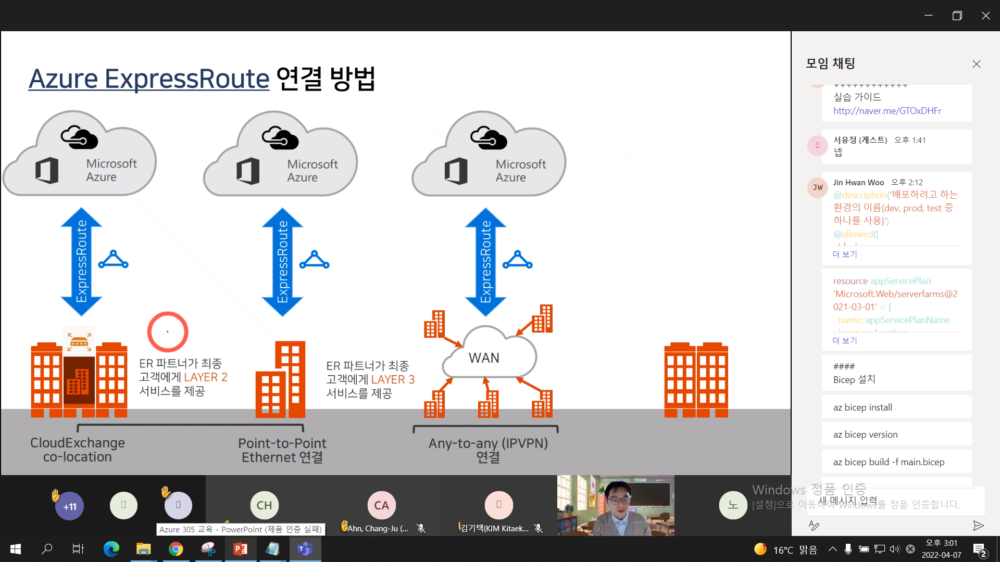 Azure ExpressRoute 연결 방법
Microsoft
Azure
Microsoft
Azure
Microsoft
Azure
ExpressRoute
ExpressRoute
ExpressRoute
ER 파트너가 최종
고객에게 LAYER 2
서비스를 제공
ER 파트너가 최종
고객에게 LAYER 3
서비스를 제공
WAN
CloudExchange
co-location
Point-to-Point
Ethernet 연결
Any-to-any (IPVPN)
연결
모임 채팅
실습 가이드
http://naver.me/GTOxDHFr
서유정 (게스트) 오후 1:41
넵
JW
Jin Hwan Woo 오후 2:12
@description('배포하려고 하는
환경의 이름(dev, prod, test 중
하나를 사용)')
@allowed([
더 보기
resource appServicePlan
'Microsoft.Web/serverfarms@2
021-03-01' = {
name: appServicePlanName
더 보기
####
Bicep 설치
az bicep install
az bicep version
az bicep build -f main.bicep
새 메시지 입력
Windows 정품 인증
[설정]으로 이동하여 Windows를 정품 인증합니다.
+11
CH
CA
노
Ahn, Chang-Ju (...
김기택(KIM Kitaek...
Azure 305 교육 - PowerPoint (제품 인증 실패)
16°C 맑음
오후 3:01
2022-04-07
2